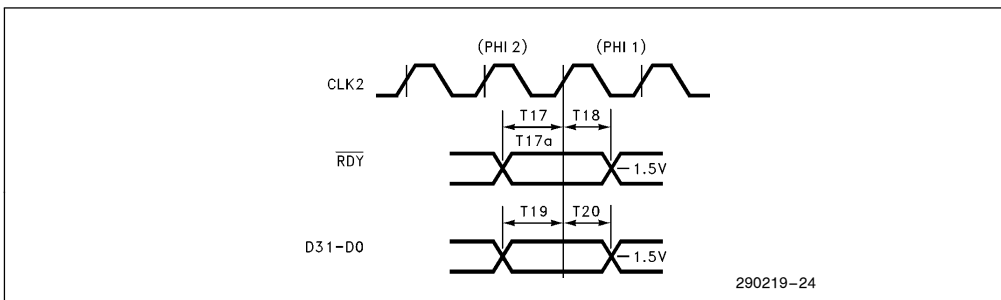 (PHI 2) (PHI 1)
CLK2
T17 T18
T17a
RDY
1.5V
T19 T20
D31-D0
1.5V
290219-24